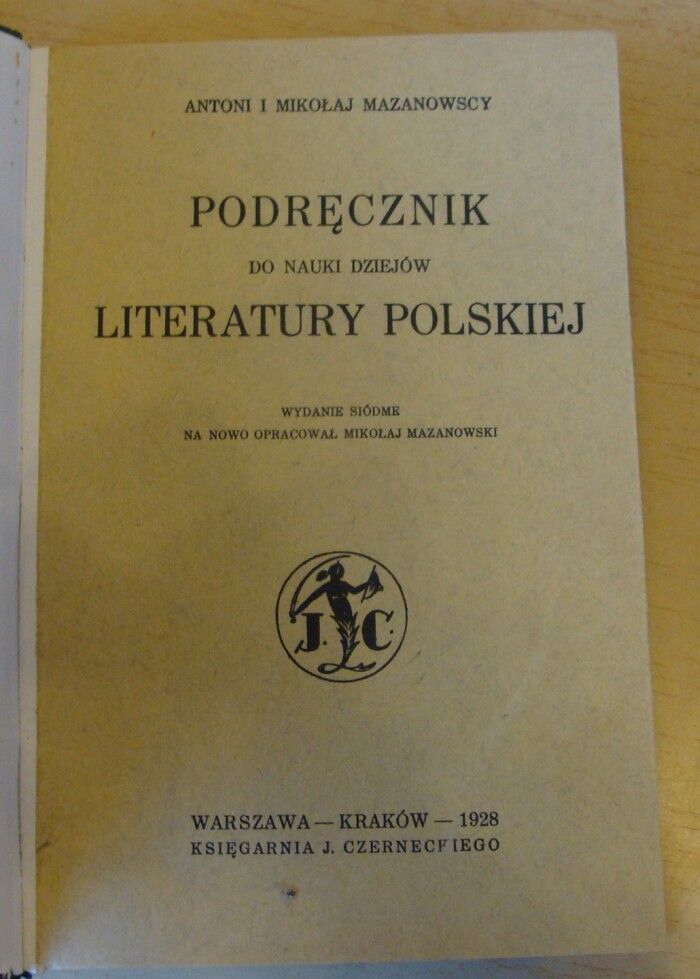 ANTONI I MIKOŁAJ MAZANOWSCY
PODRĘCZNIK
DO NAUKI DZIEJÓW
LITERATURY POLSKIEJ
WYDANIE SIÓDME
NA NOWO OPRACOWAŁ MIKOŁAJ MAZANOWSKI
J. C.
WARSZAWA — KRAKÓW — 1928
KSIĘGARNIA J. CZERNECKIEGO